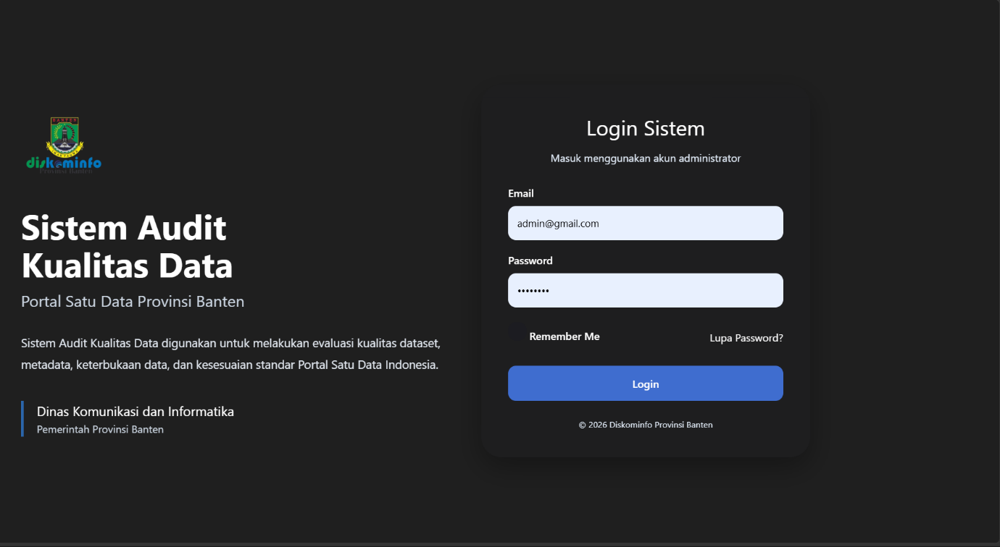 BANTEN
diskominfo
Provinsi Banten
Sistem Audit
Kualitas Data
Portal Satu Data Provinsi Banten
Sistem Audit Kualitas Data digunakan untuk melakukan evaluasi kualitas dataset,
metadata, keterbukaan data, dan kesesuaian standar Portal Satu Data Indonesia.
Dinas Komunikasi dan Informatika
Pemerintah Provinsi Banten
Login Sistem
Masuk menggunakan akun administrator
Email
admin@gmail.com
Password
••••••••
Remember Me
Lupa Password?
Login
© 2026 Diskominfo Provinsi Banten